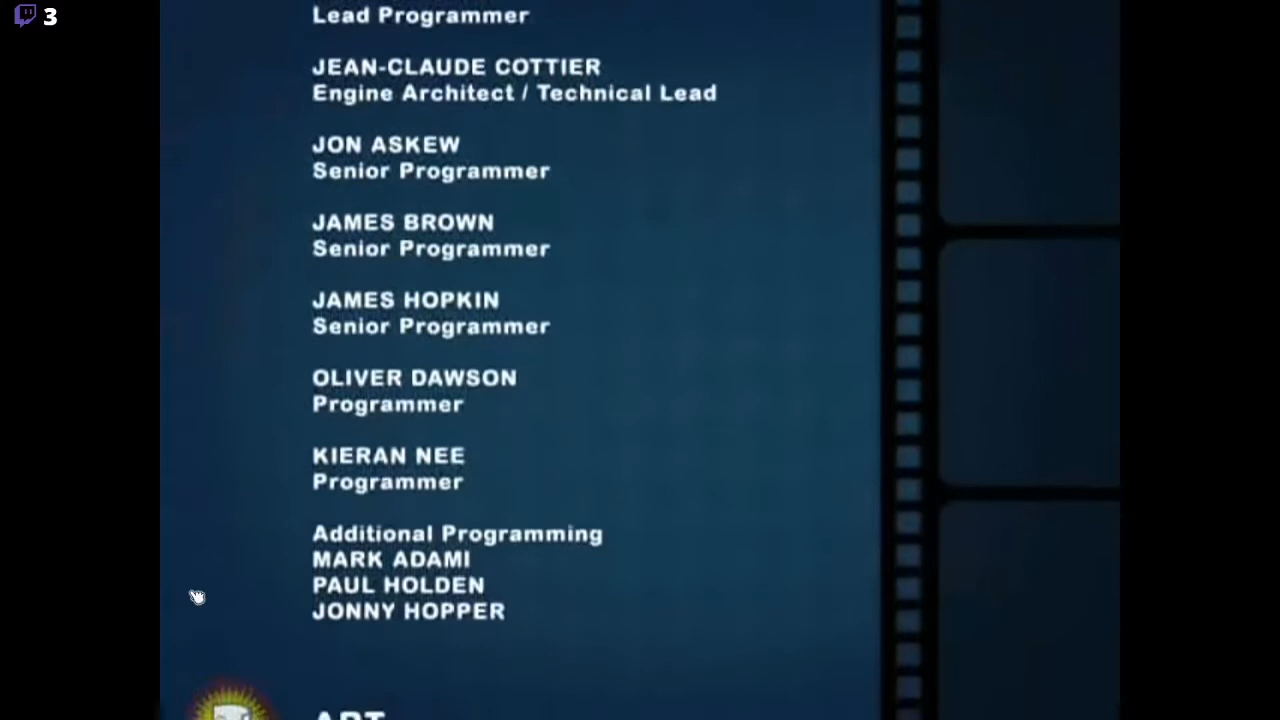 3
Lead Programmer
JEAN-CLAUDE COTTIER
Engine Architect / Technical Lead
JON ASKEW
Senior Programmer
JAMES BROWN
Senior Programmer
JAMES HOPKIN
Senior Programmer
OLIVER DAWSON
Programmer
KIERAN NEE
Programmer
Additional Programming
MARK ADAMI
PAUL HOLDEN
JONNY HOPPER
ART